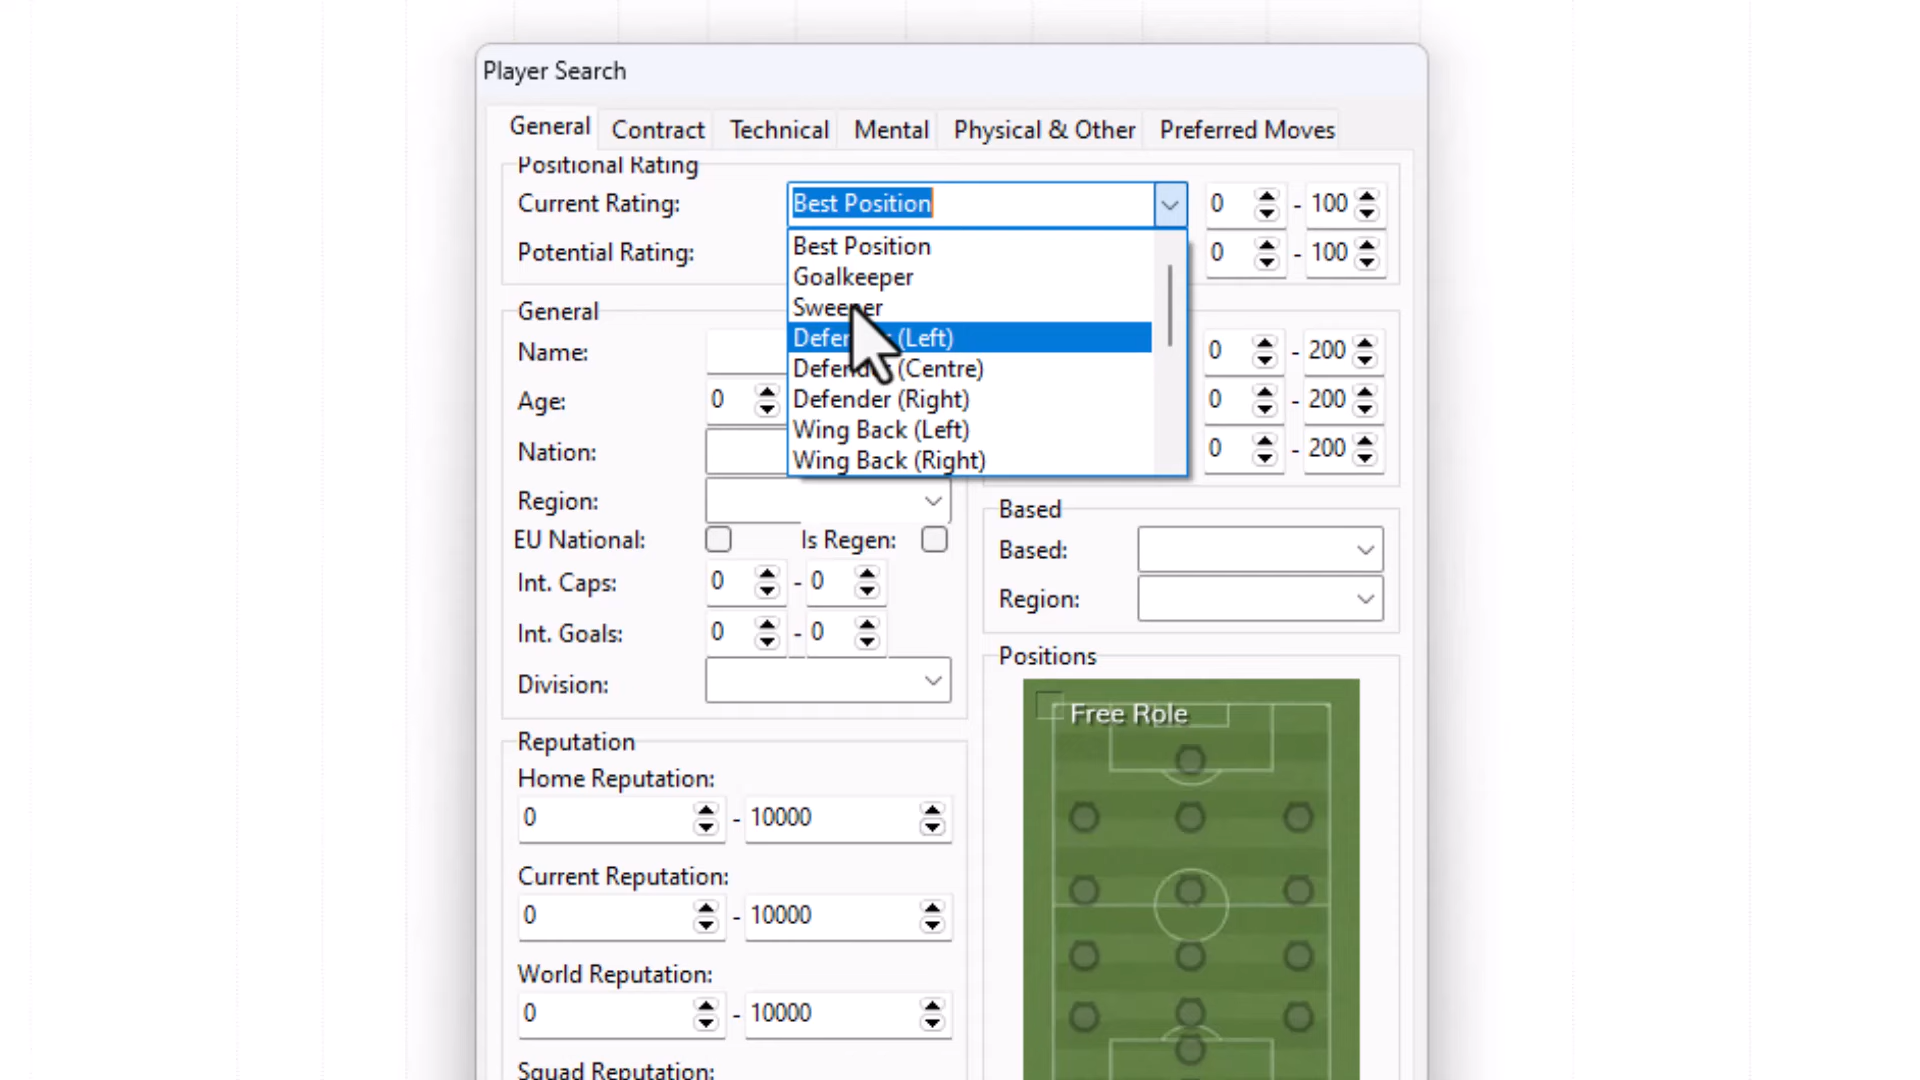 Player Search
General Contract Technical Mental Physical & Other Preferred Moves
Positional Rating
Current Rating: Best Position 0 - 100
Potential Rating: 0 - 100
Best Position
Goalkeeper
Sweeper
Defender (Left)
Defender (Centre)
Defender (Right)
Wing Back (Left)
Wing Back (Right)
General
Name:
Age: 0
Nation:
Region:
EU National: Is Regen:
Int. Caps: 0 - 0
Int. Goals: 0 - 0
Division:
0 - 200
0 - 200
0 - 200
Based
Based:
Region:
Reputation
Home Reputation:
0 - 10000
Current Reputation:
0 - 10000
World Reputation:
0 - 10000
Squad Reputation:
Positions
Free Role